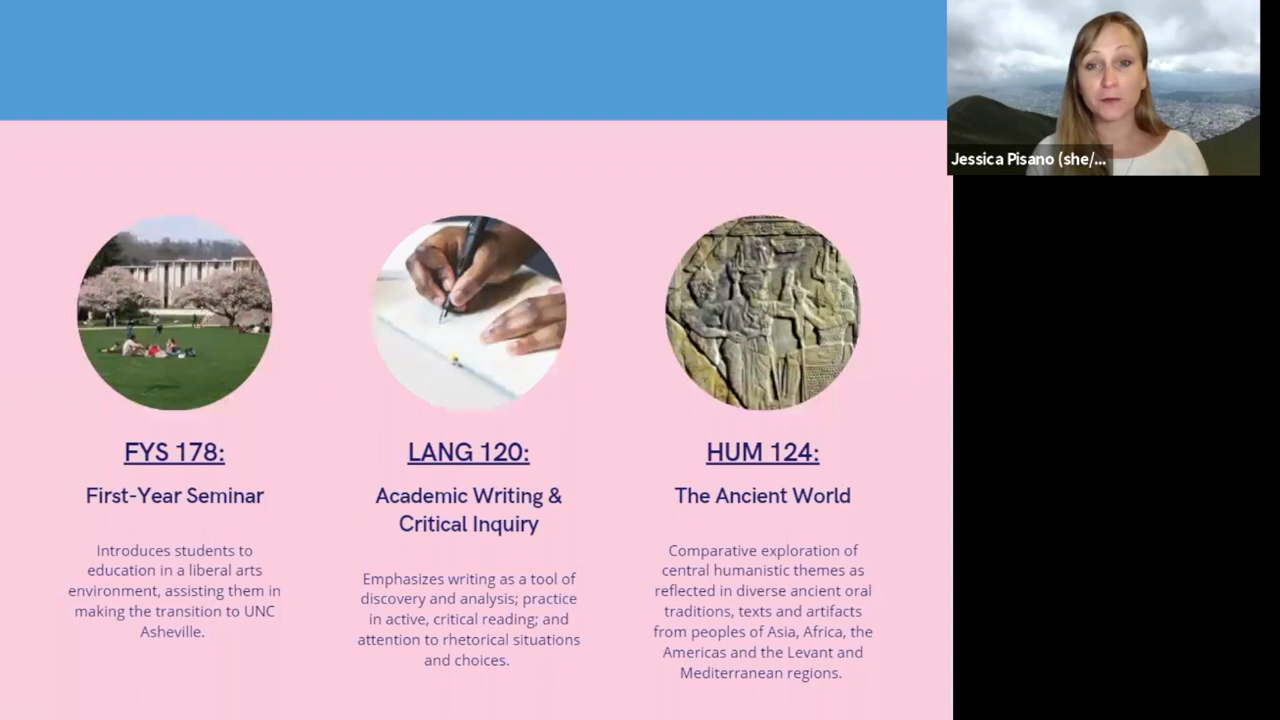 Jessica Pisano (she/...
FYS 178:
First-Year Seminar
Introduces students to
education in a liberal arts
environment, assisting them in
making the transition to UNC
Asheville.
LANG 120:
Academic Writing &
Critical Inquiry
Emphasizes writing as a tool of
discovery and analysis; practice
in active, critical reading; and
attention to rhetorical situations
and choices.
HUM 124:
The Ancient World
Comparative exploration of
central humanistic themes as
reflected in diverse ancient oral
traditions, texts and artifacts
from peoples of Asia, Africa, the
Americas and the Levant and
Mediterranean regions.